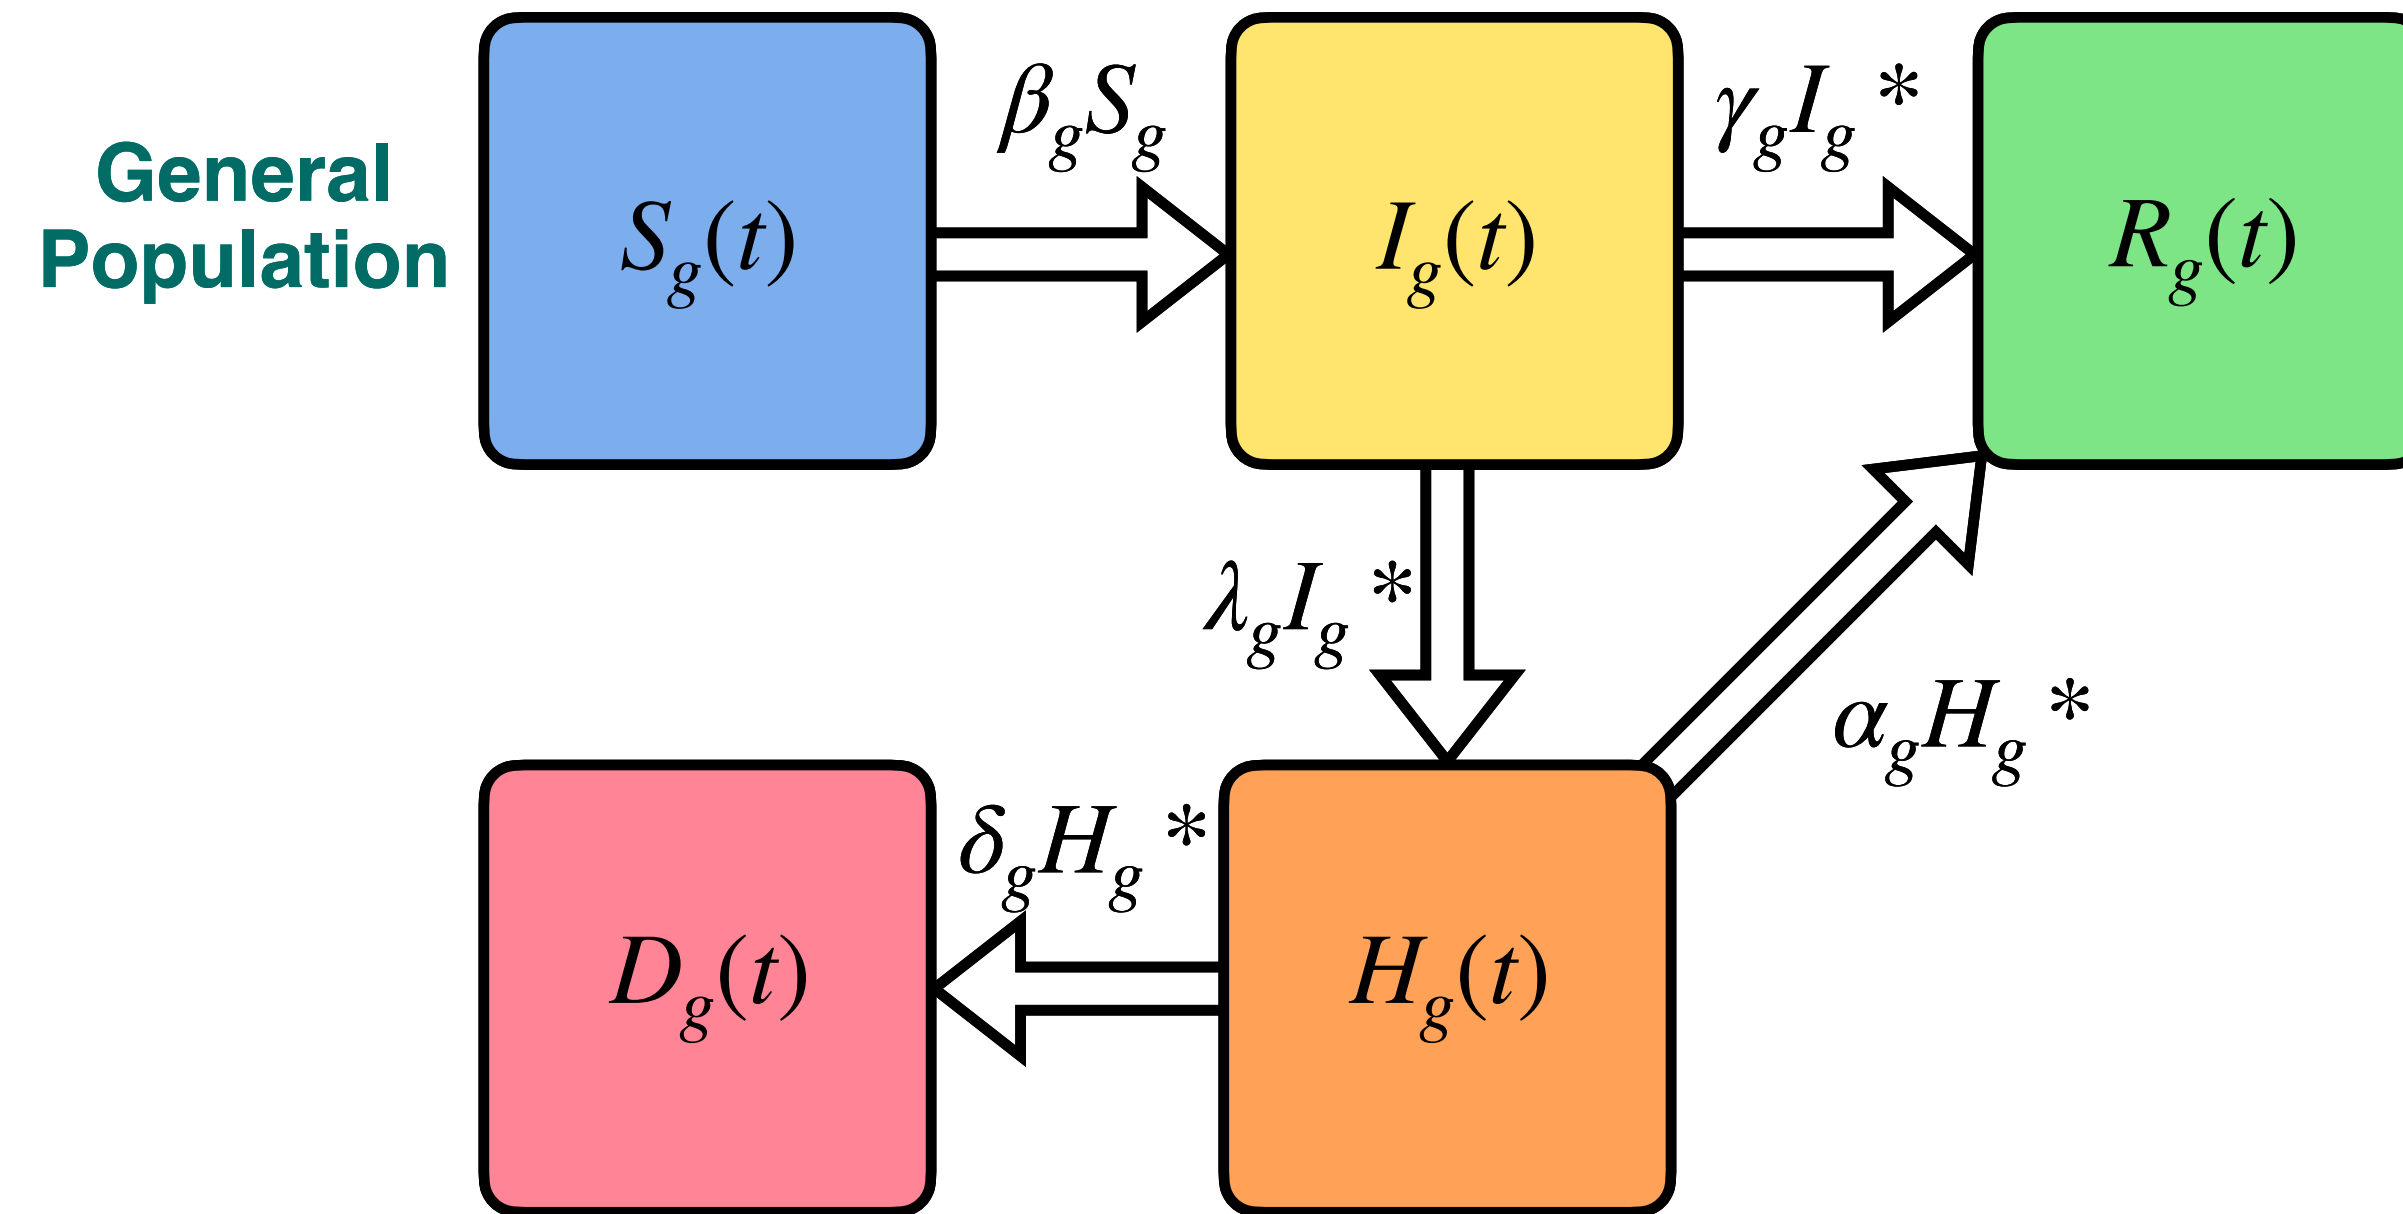 General
Population
S_g(t)
β_g S_g
I_g(t)
γ_g I_g *
R_g(t)
λ_g I_g *
α_g H_g *
D_g(t)
δ_g H_g *
H_g(t)